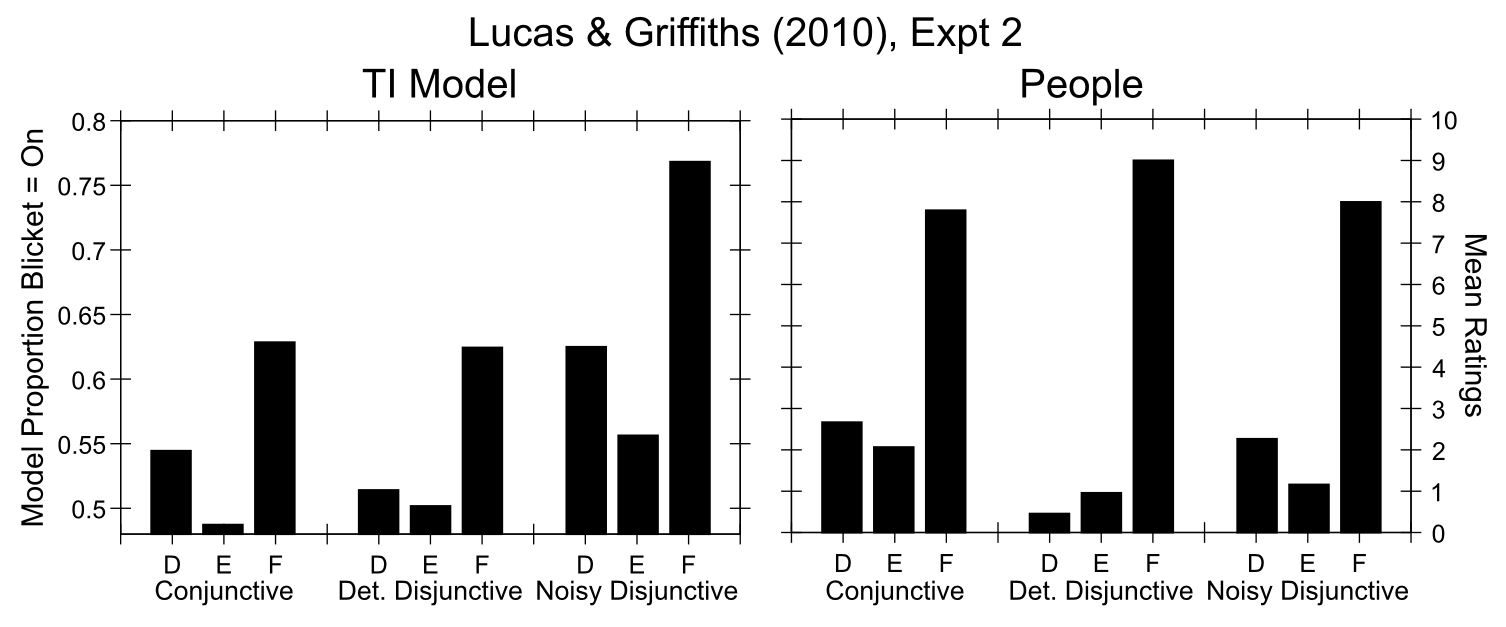 Lucas & Griffiths (2010), Expt 2
TI Model
People
Model Proportion Blicket = On
0.8
0.75
0.7
0.65
0.6
0.55
0.5
D E F D E F D E F
Conjunctive Det. Disjunctive Noisy Disjunctive
10
9
8
7
6
5
4
3
2
1
0
Mean Ratings
D E F D E F D E F
Conjunctive Det. Disjunctive Noisy Disjunctive